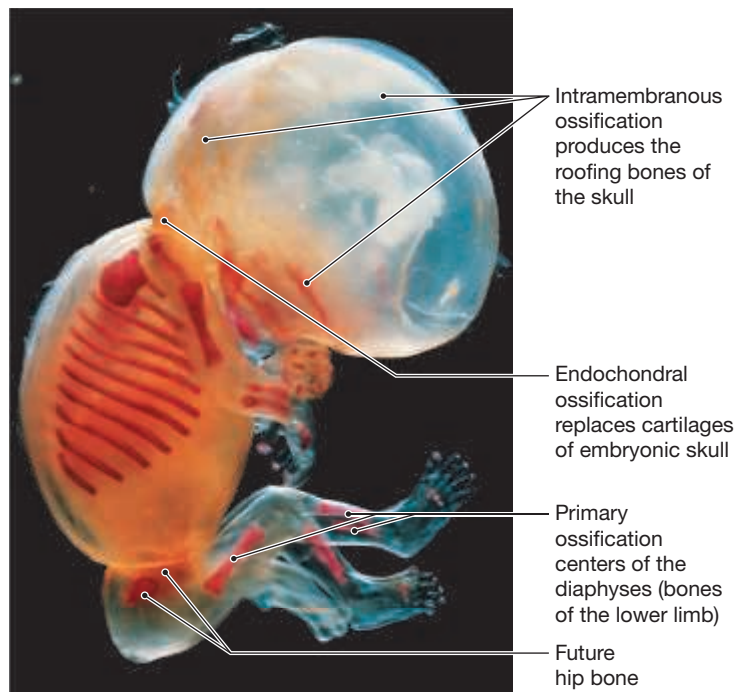 Intramembranous
ossification
produces the
roofing bones of
the skull
Endochondral
ossification
replaces cartilages
of embryonic skull
Primary
ossification
centers of the
diaphyses (bones
of the lower limb)
Future
hip bone